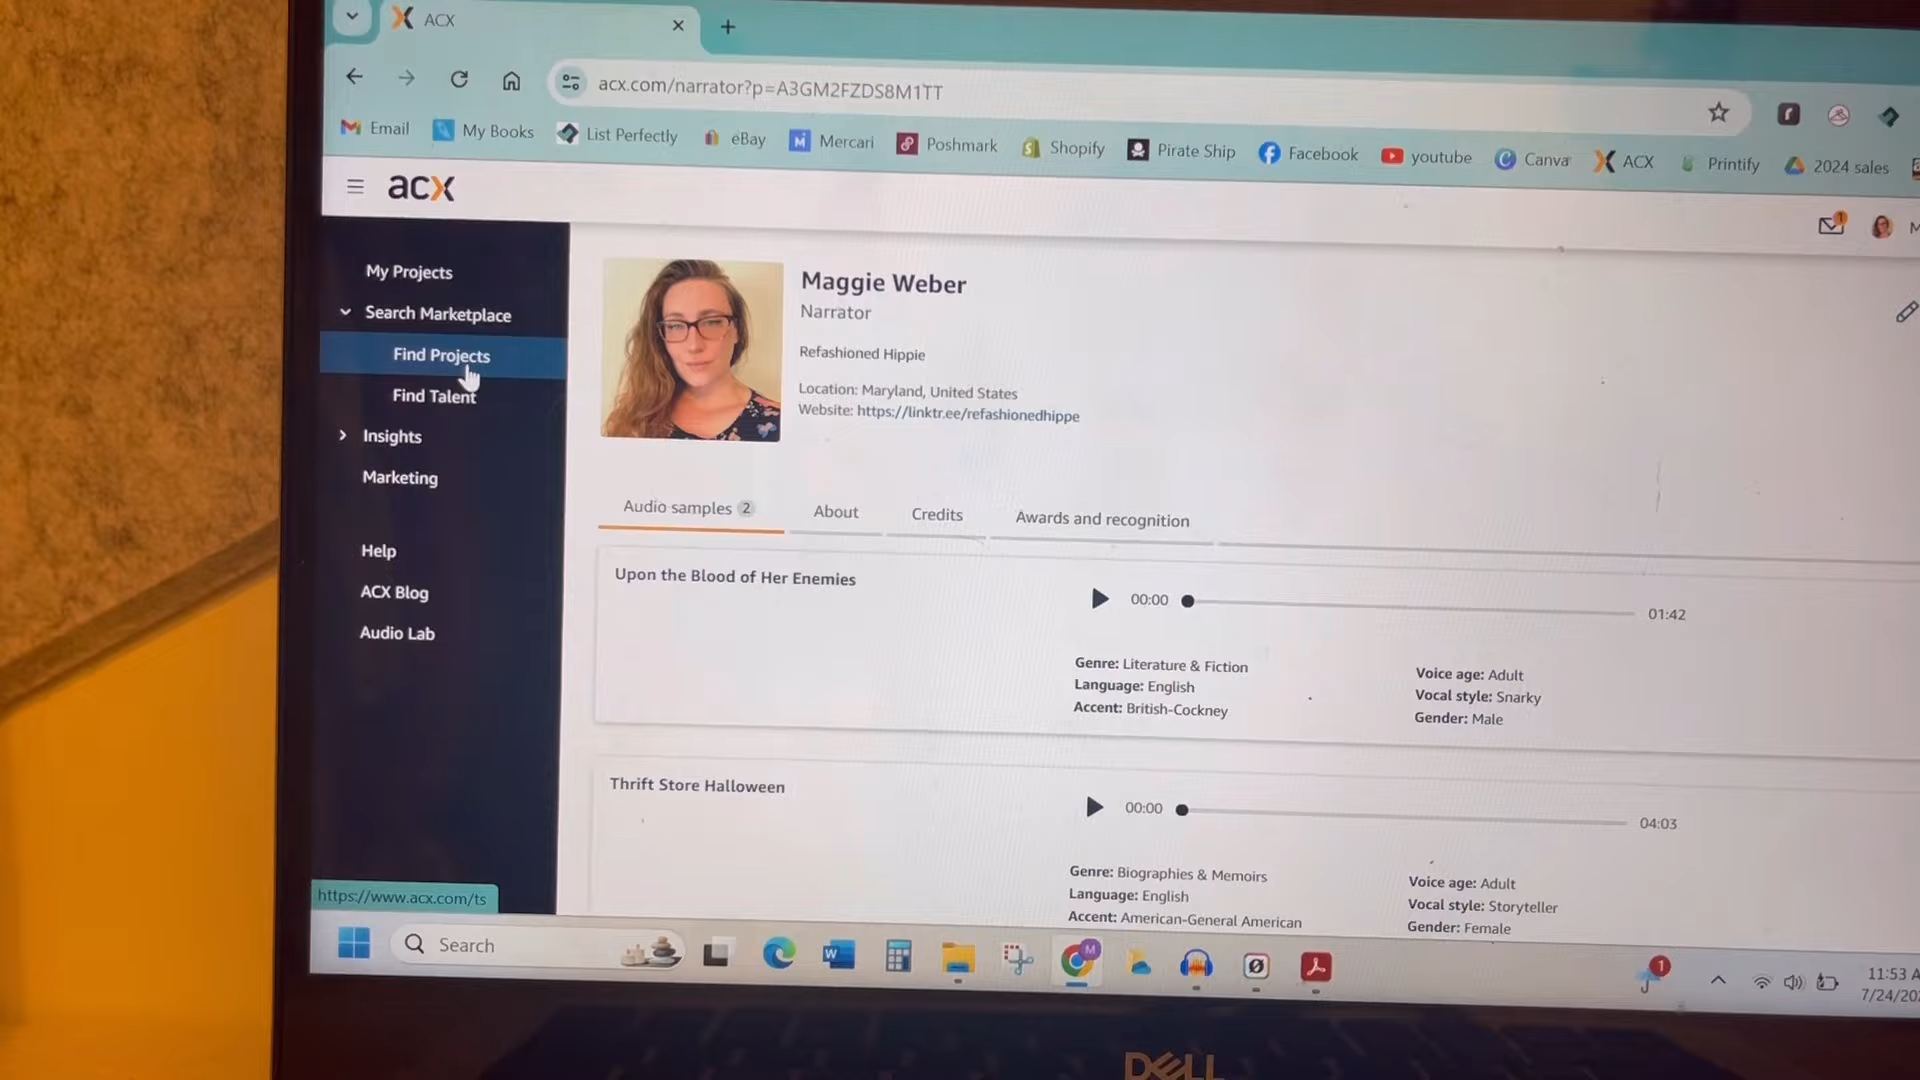 ACX
acx.com/narrator?p=A3GM2FZDS8M1TT
Email
My Books
List Perfectly
eBay
Mercari
Poshmark
Shopify
Pirate Ship
Facebook
youtube
Canva
ACX
Printify
2024 sales
acx
1
My Projects
Search Marketplace
Find Projects
Find Talent
Insights
Marketing
Help
ACX Blog
Audio Lab
Maggie Weber
Narrator
Refashioned Hippie
Location: Maryland, United States
Website: https://linktr.ee/refashionedhippe
Audio samples 2
About
Credits
Awards and recognition
Upon the Blood of Her Enemies
00:00
01:42
Genre: Literature & Fiction
Language: English
Accent: British-Cockney
Voice age: Adult
Vocal style: Snarky
Gender: Male
Thrift Store Halloween
00:00
04:03
Genre: Biographies & Memoirs
Language: English
Accent: American-General American
Voice age: Adult
Vocal style: Storyteller
Gender: Female
https://www.acx.com/ts
Search
M
1
11:53 A
7/24/202
DELL